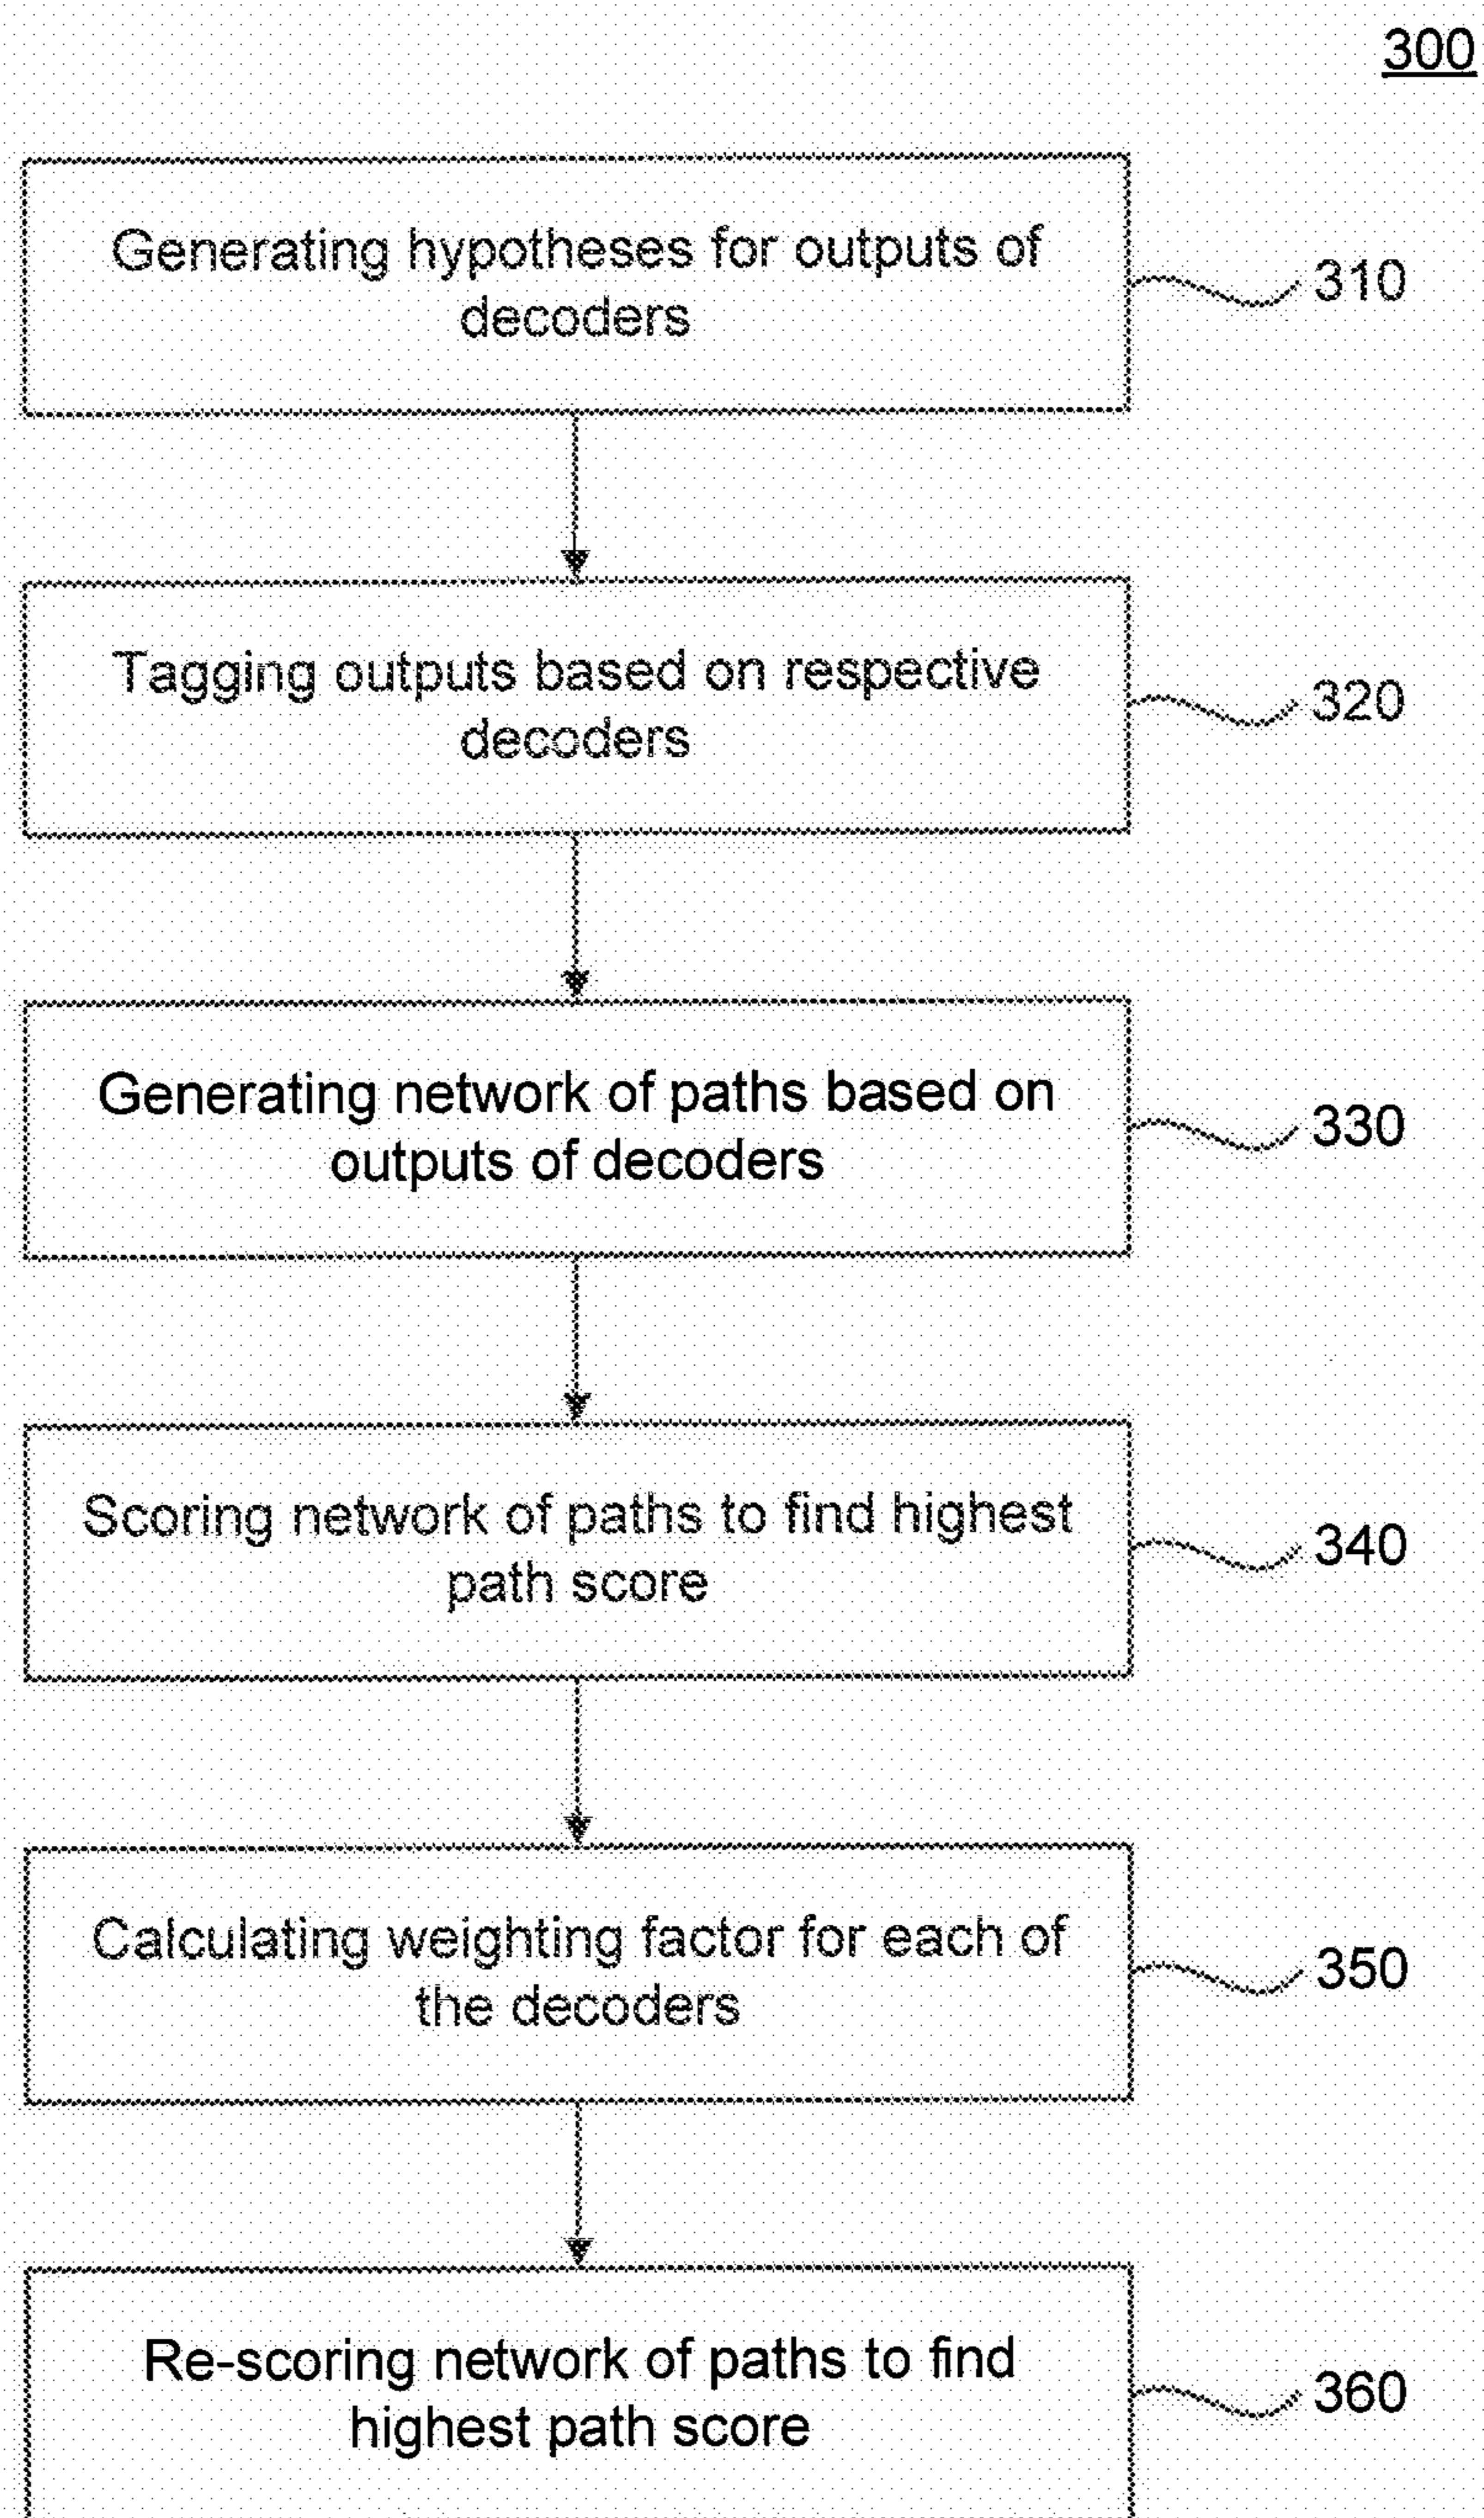 300
Generating hypotheses for outputs of
decoders
310
Tagging outputs based on respective
decoders
320
Generating network of paths based on
outputs of decoders
330
Scoring network of paths to find highest
path score
340
Calculating weighting factor for each of
the decoders
350
Re-scoring network of paths to find
highest path score
360